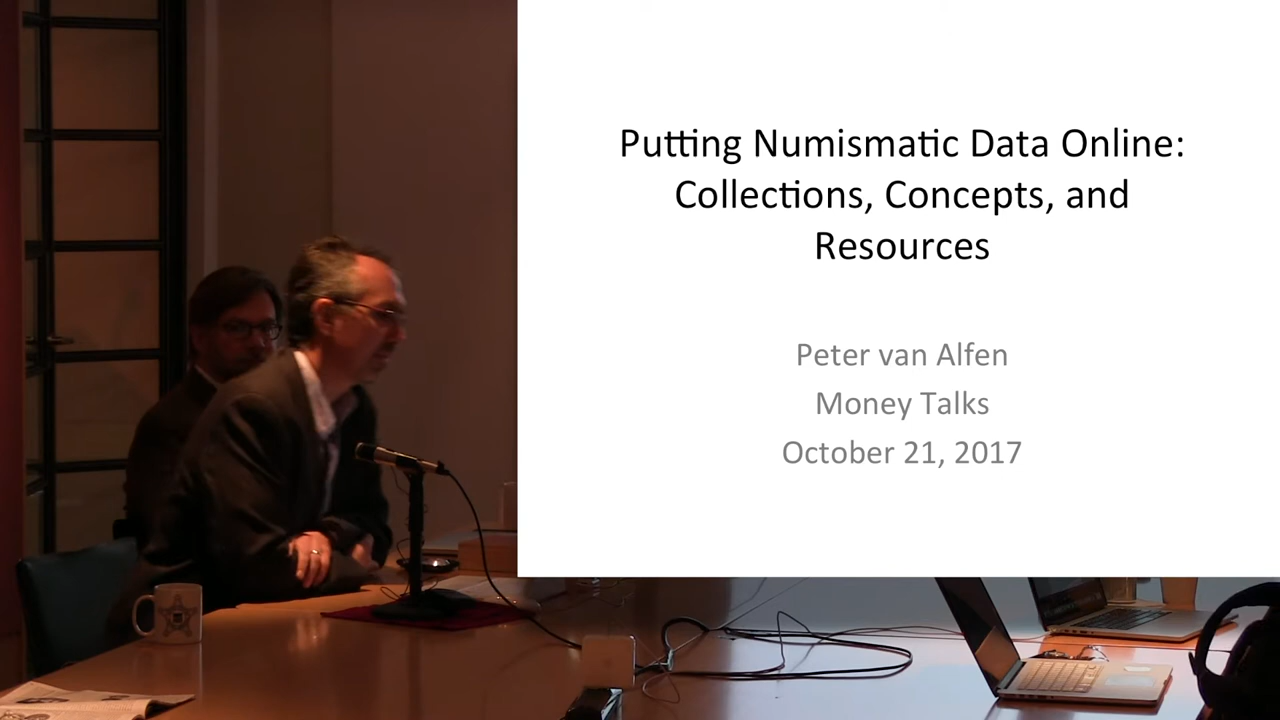 Putting Numismatic Data Online:
Collections, Concepts, and
Resources
Peter van Alfen
Money Talks
October 21, 2017